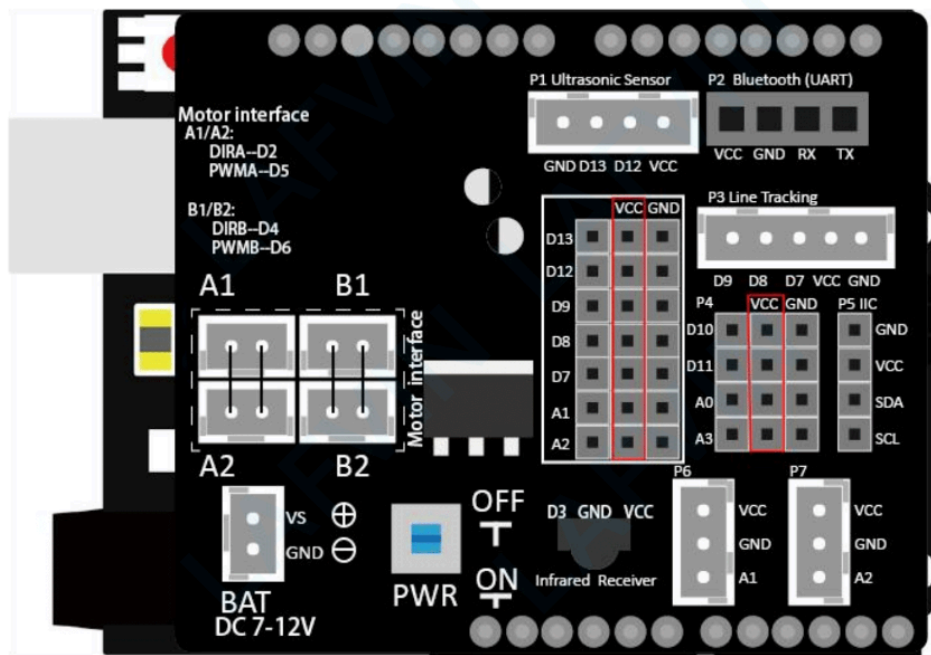 P1 Ultrasonic Sensor
P2 Bluetooth (UART)
GND D13 D12 VCC
VCC GND RX TX
Motor interface
A1/A2:
DIRA--D2
PWMA--D5
B1/B2:
DIRB--D4
PWMB--D6
A1 B1
A2 B2
Motor interface
VCC GND
D13
D12
D9
D8
D7
A1
A2
P3 Line Tracking
D9 D8 D7 VCC GND
P4 VCC GND
D10
D11
A0
A3
P5 IIC
GND
VCC
SDA
SCL
VS
GND
BAT
DC 7-12V
PWR
OFF
ON
D3 GND VCC
Infrared Receiver
P6
VCC
GND
A1
P7
VCC
GND
A2